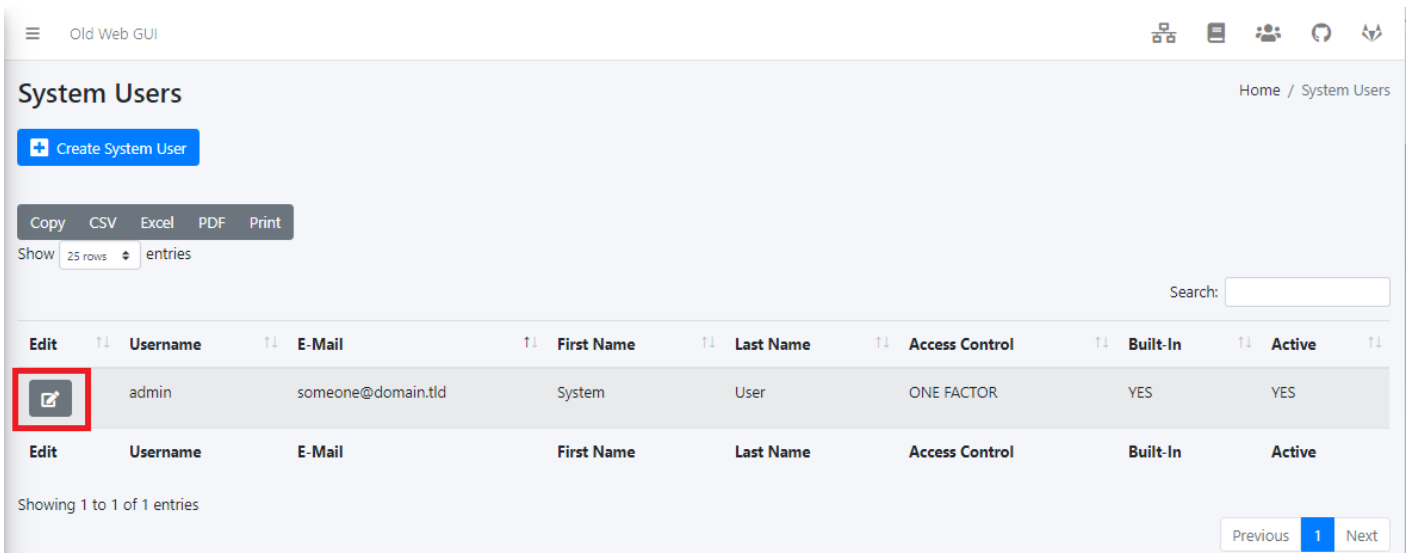 Old Web GUI
System Users
Home / System Users
Create System User
Copy CSV Excel PDF Print
Show 25 rows entries
Search:
Edit Username E-Mail First Name Last Name Access Control Built-In Active
admin someone@domain.tld System User ONE FACTOR YES YES
Edit Username E-Mail First Name Last Name Access Control Built-In Active
Showing 1 to 1 of 1 entries
Previous 1 Next